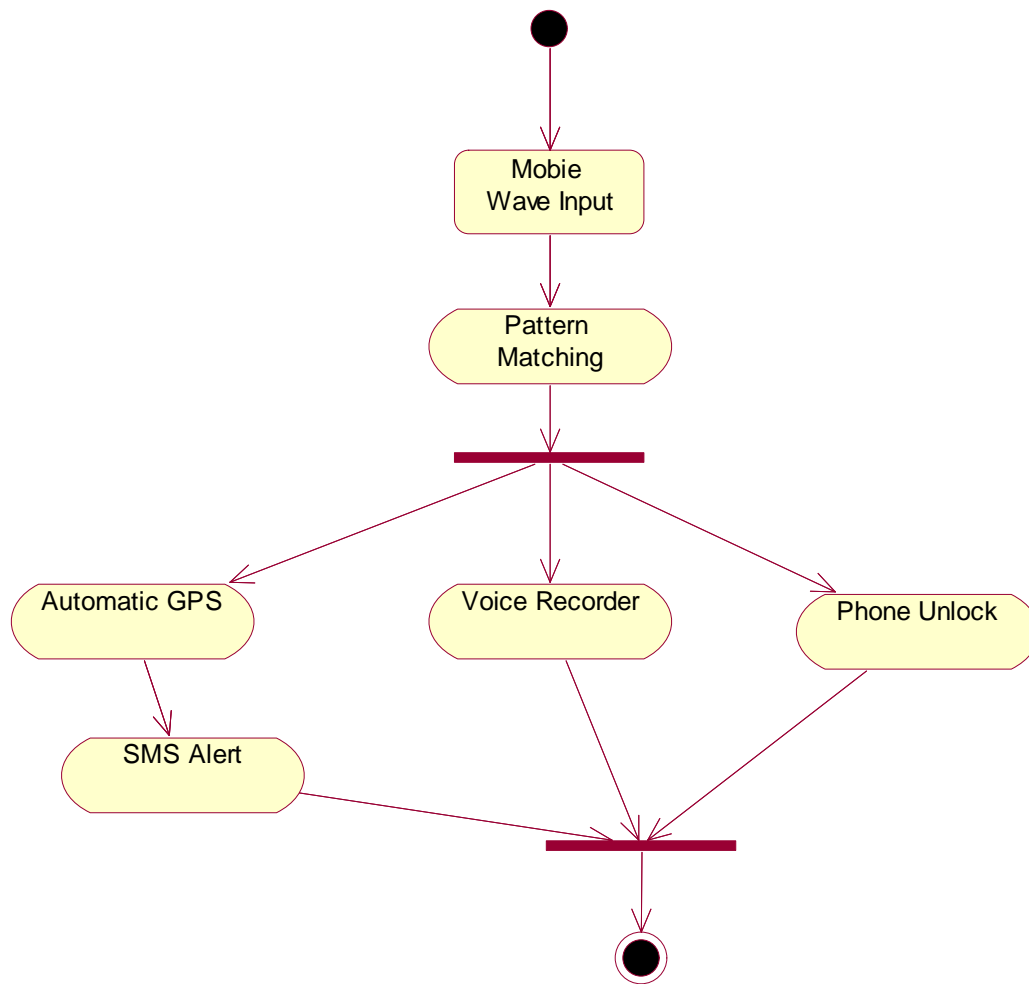 Mobie
Wave Input
Pattern
Matching
Automatic GPS
Voice Recorder
Phone Unlock
SMS Alert